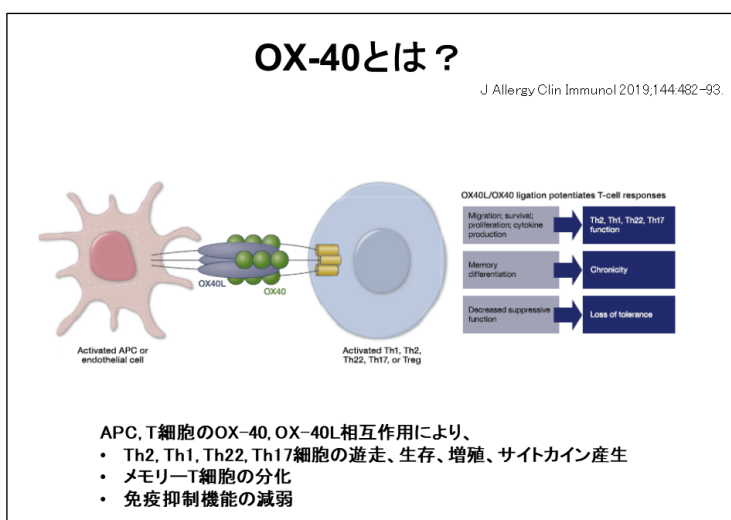 OX-40とは？
J Allergy Clin Immunol 2019;144:482-93.
OX40L/OX40 ligation potentiates T-cell responses
Migration; survival;
proliferation; cytokine
production
Th2, Th1, Th22, Th17
function
Memory
differentiation
Chronicity
Decreased suppressive
function
Loss of tolerance
OX40L
OX40
Activated APC or
endothelial cell
Activated Th1, Th2,
Th22, Th17, or Treg
APC, T細胞のOX-40, OX-40L相互作用により、
• Th2, Th1, Th22, Th17細胞の遊走、生存、増殖、サイトカイン産生
• メモリーT細胞の分化
• 免疫抑制機能の減弱